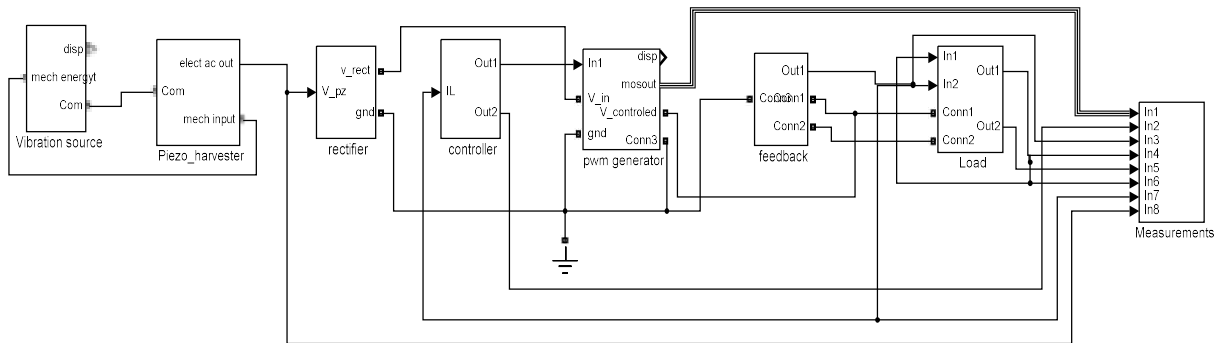 disp
mech energyt
Com
Vibration source
elect ac out
Com
mech input
Piezo_harvester
v_rect
V_pz
gnd
rectifier
Out1
IL
Out2
controller
disp
In1
mosout
V_in
V_controled
gnd
Conn3
pwm generator
Out1
Conn3
Conn1
Conn2
feedback
In1
Out1
In2
Conn1
Out2
Conn2
Load
In1
In2
In3
In4
In5
In6
In7
In8
Measurements